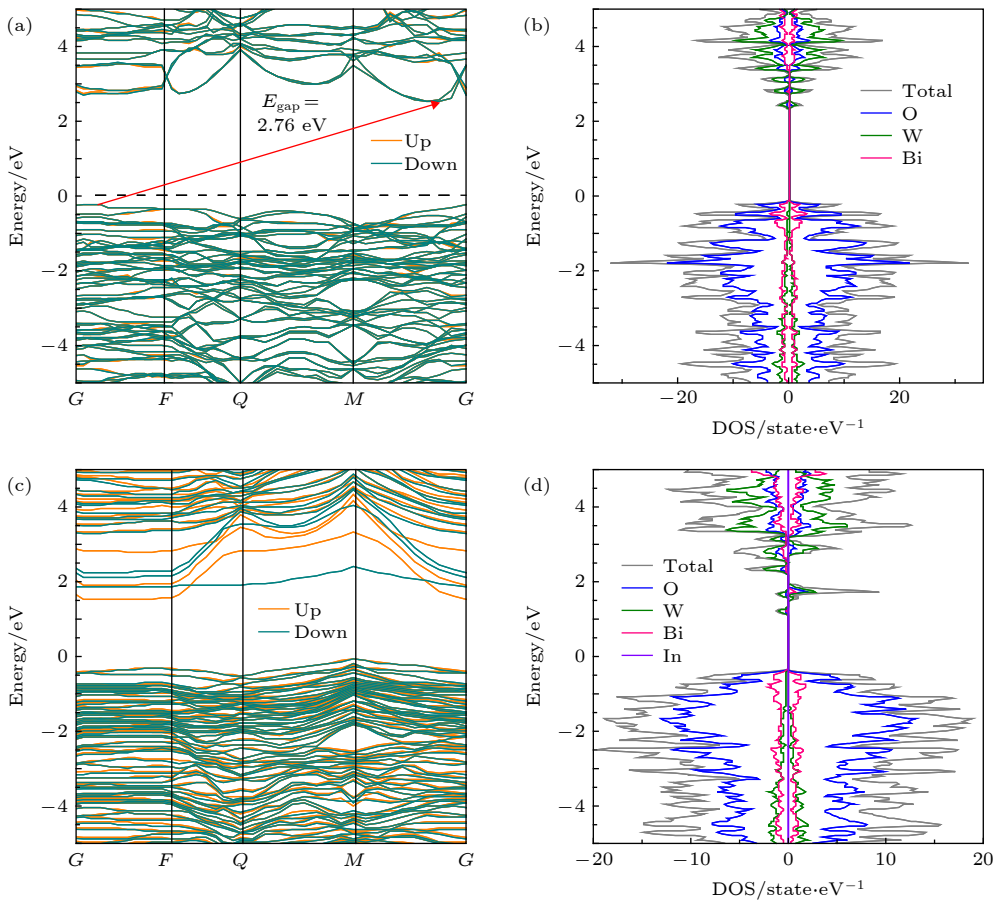 (a)
Energy/eV
4
2
0
−2
−4
E_gap =
2.76 eV
Up
Down
G
F
Q
M
G
(b)
Energy/eV
4
2
0
−2
−4
Total
O
W
Bi
−20
0
20
DOS/state·eV⁻¹
(c)
Energy/eV
4
2
0
−2
−4
Up
Down
G
F
Q
M
G
(d)
Energy/eV
4
2
0
−2
−4
Total
O
W
Bi
In
−20
−10
0
10
20
DOS/state·eV⁻¹